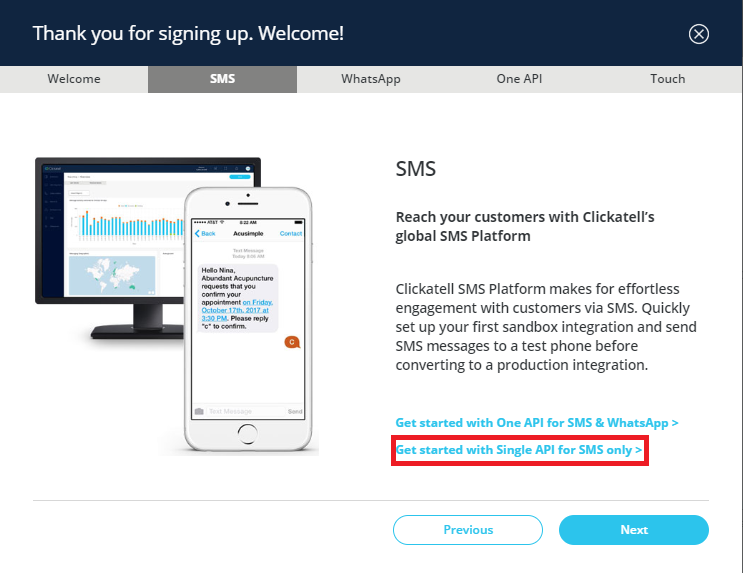 Thank you for signing up. Welcome!
Welcome
SMS
WhatsApp
One API
Touch
AT&T
8:22 AM
Back
Acusimple
Contact
Text Message
Hello Nina,
Abundant Acupuncture
requests that you
confirm your
appointment on Friday,
October 17th, 2017 at
3:30 PM. Please reply
"c" to confirm.
C
Text Message
Send
SMS
Reach your customers with Clickatell's
global SMS Platform
Clickatell SMS Platform makes for effortless
engagement with customers via SMS. Quickly
set up your first sandbox integration and send
SMS messages to a test phone before
converting to a production integration.
Get started with One API for SMS & WhatsApp >
Get started with Single API for SMS only >
Previous
Next